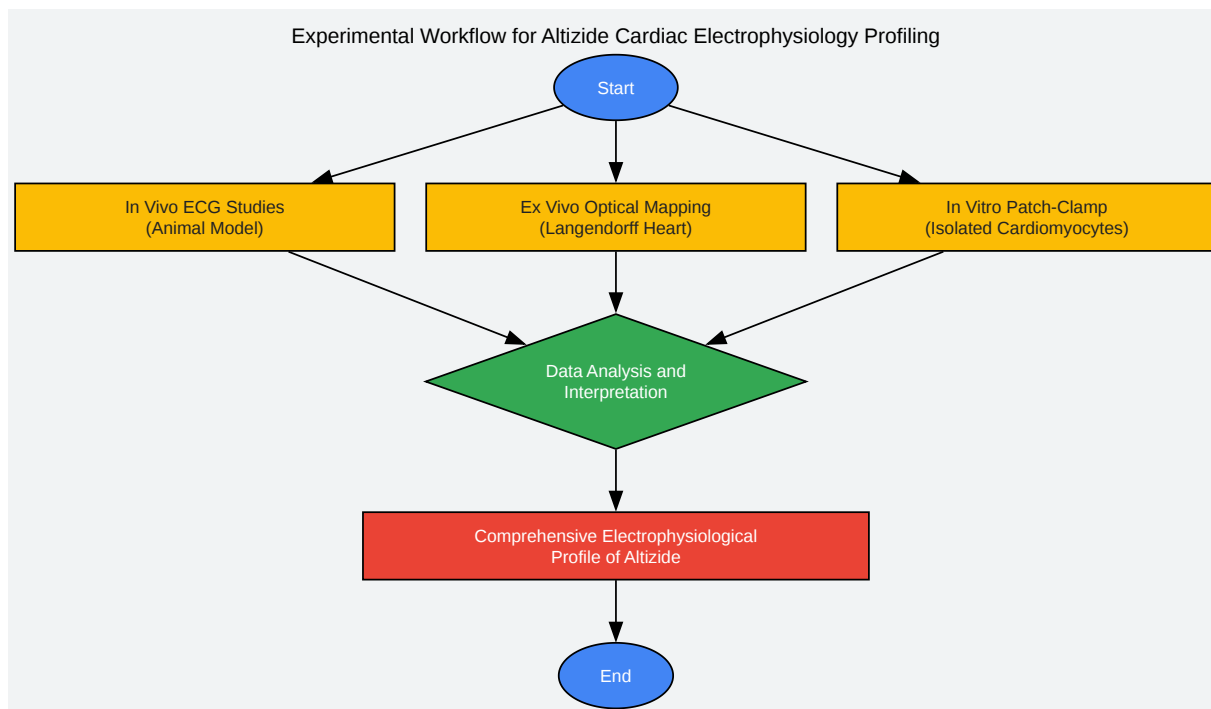 Experimental Workflow for Altizide Cardiac Electrophysiology Profiling
Start
In Vivo ECG Studies
(Animal Model)
Ex Vivo Optical Mapping
(Langendorff Heart)
In Vitro Patch-Clamp
(Isolated Cardiomyocytes)
Data Analysis and
Interpretation
Comprehensive Electrophysiological
Profile of Altizide
End